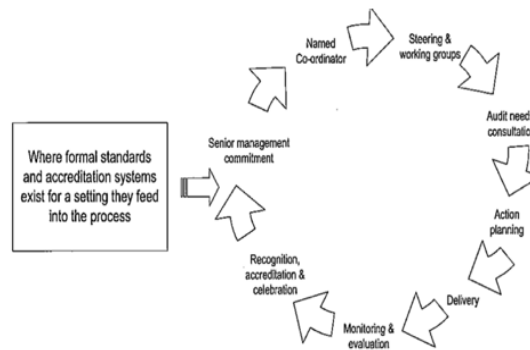 Named
Co-ordinator
Steering &
working groups
Audit need
consultation
Action
planning
Delivery
Monitoring &
evaluation
Recognition,
accreditation &
celebration
Senior management
commitment
Where formal standards
and accreditation systems
exist for a setting they feed
into the process